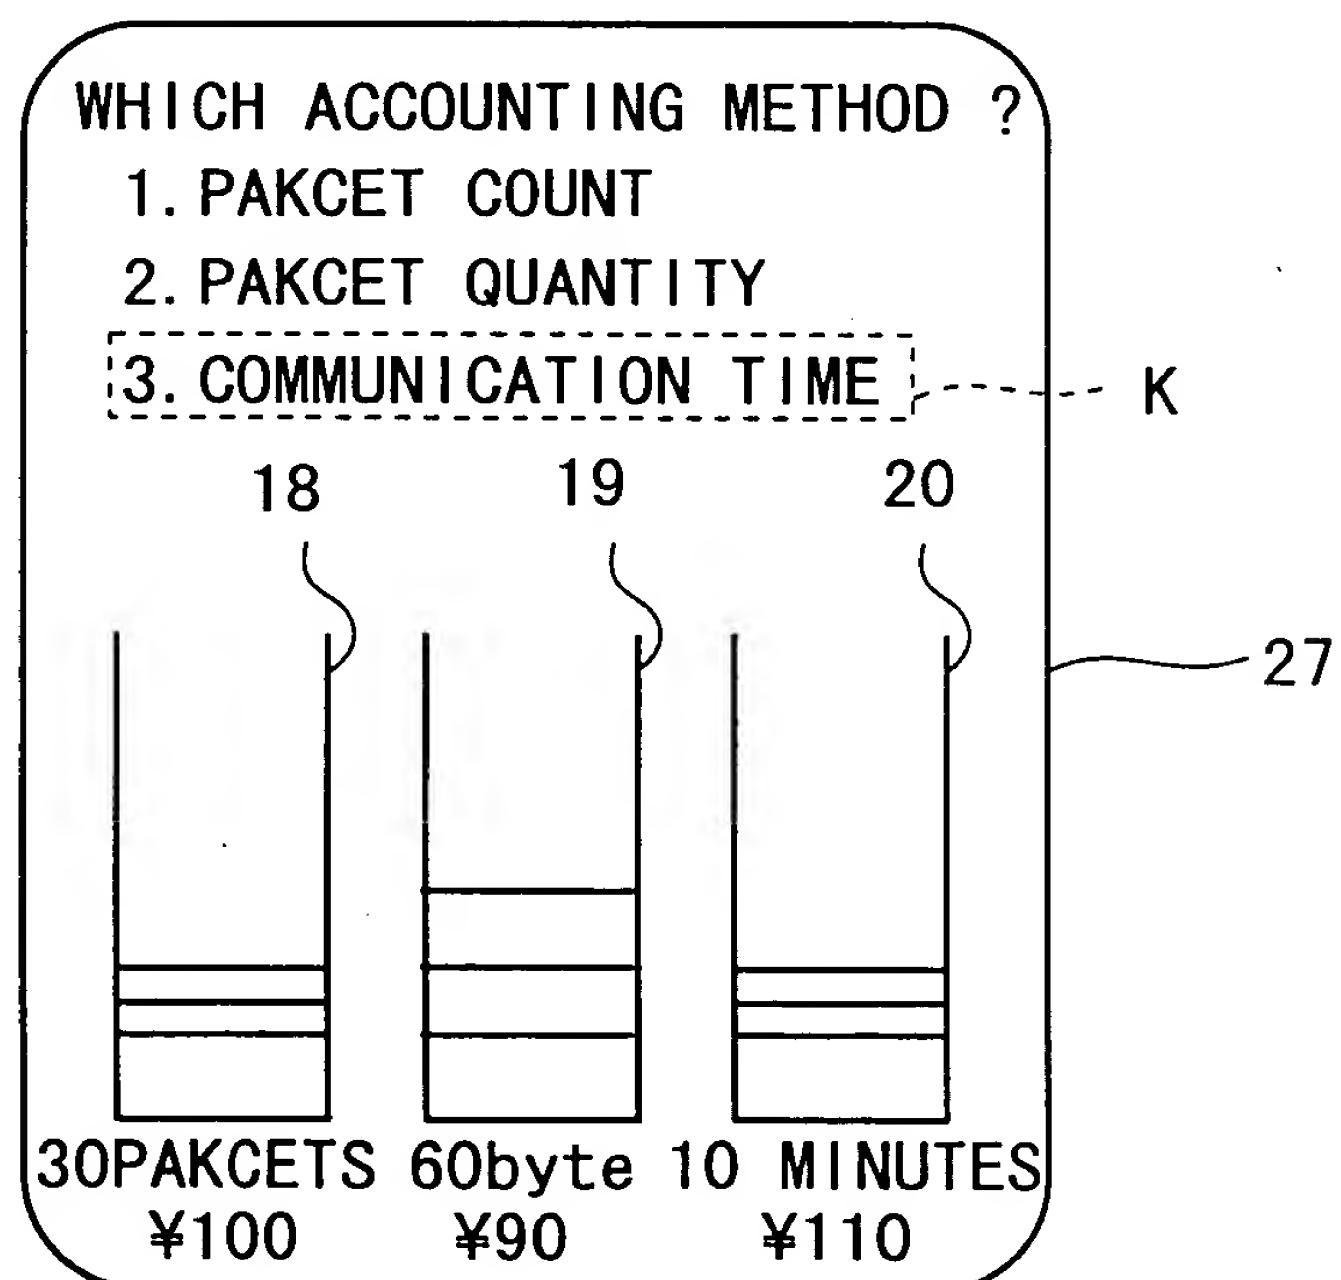 WHICH ACCOUNTING METHOD ?
1. PAKCET COUNT
2. PAKCET QUANTITY
3. COMMUNICATION TIME
K
18 19 20
27
30PAKCETS 60byte 10 MINUTES
¥100 ¥90 ¥110